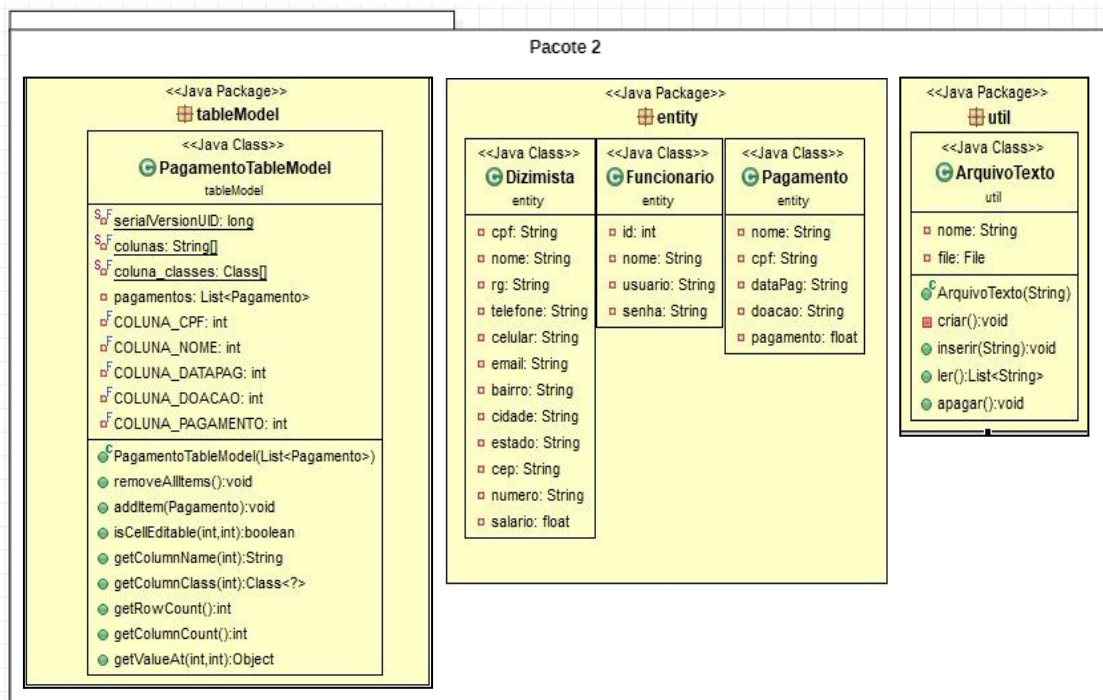 Pacote 2
<<Java Package>>
tableModel
<<Java Class>>
PagamentoTableModel
tableModel
serialVersionUID: long
colunas: String[]
coluna_classes: Class[]
pagamentos: List<Pagamento>
COLUNA_CPF: int
COLUNA_NOME: int
COLUNA_DATAPAG: int
COLUNA_DOACAO: int
COLUNA_PAGAMENTO: int
PagamentoTableModel(List<Pagamento>)
removeAllItems():void
addItem(Pagamento):void
isCellEditable(int,int):boolean
getColumnName(int):String
getColumnClass(int):Class<?>
getRowCount():int
getColumnCount():int
getValueAt(int,int):Object
<<Java Package>>
entity
<<Java Class>>
Dizimista
entity
cpf: String
nome: String
rg: String
telefone: String
celular: String
email: String
bairro: String
cidade: String
estado: String
cep: String
numero: String
salario: float
<<Java Class>>
Funcionario
entity
id: int
nome: String
usuario: String
senha: String
<<Java Class>>
Pagamento
entity
nome: String
cpf: String
dataPag: String
doacao: String
pagamento: float
<<Java Package>>
util
<<Java Class>>
ArquivoTexto
util
nome: String
file: File
ArquivoTexto(String)
criar():void
inserir(String):void
ler():List<String>
apagar():void